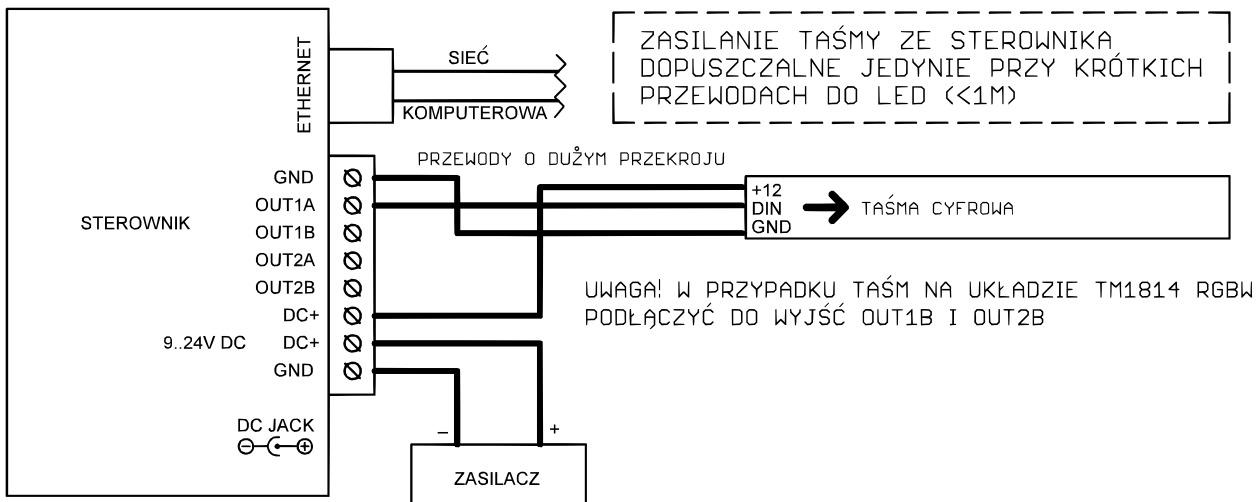 ETHERNET
SIEĆ
KOMPUTEROWA
ZASILANIE TAŚMY ZE STEROWNIKA
DOPUSZCZALNE JEDYNIE PRZY KRÓTKICH
PRZEWODACH DO LED (<1M)
PRZEWODY O DUŻYM PRZEKROJU
STEROWNIK
GND
OUT1A
OUT1B
OUT2A
OUT2B
DC+
9..24V DC DC+
GND
+12
DIN
GND
TAŚMA CYFROWA
UWAGA! W PRZYPADKU TAŚM NA UKŁADZIE TM1814 RGBW
PODŁĄCZYĆ DO WYJŚĆ OUT1B I OUT2B
DC JACK
– +
ZASILACZ